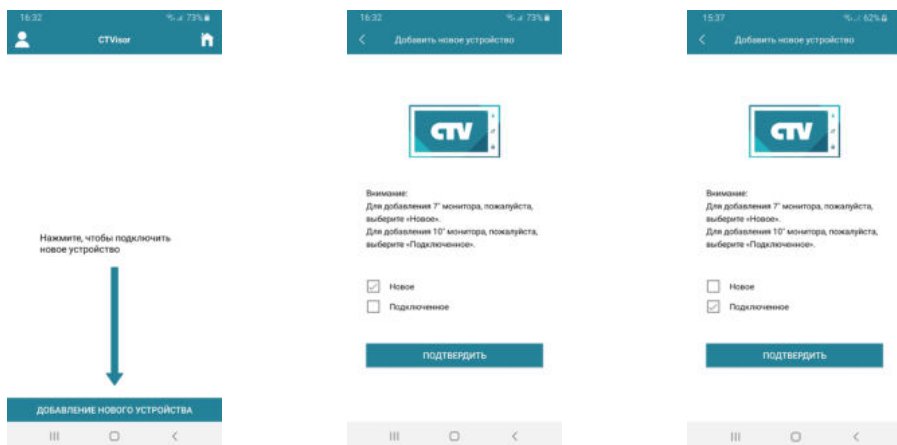 16:32
73%
CTVisor
Нажмите, чтобы подключить
новое устройство
ДОБАВЛЕНИЕ НОВОГО УСТРОЙСТВА
16:32
73%
Добавить новое устройство
CTV
Внимание:
Для добавления 7" монитора, пожалуйста,
выберите «Новое».
Для добавления 10" монитора, пожалуйста,
выберите «Подключенное».
Новое
Подключенное
ПОДТВЕРДИТЬ
15:37
62%
Добавить новое устройство
CTV
Внимание:
Для добавления 7" монитора, пожалуйста,
выберите «Новое».
Для добавления 10" монитора, пожалуйста,
выберите «Подключенное».
Новое
Подключенное
ПОДТВЕРДИТЬ